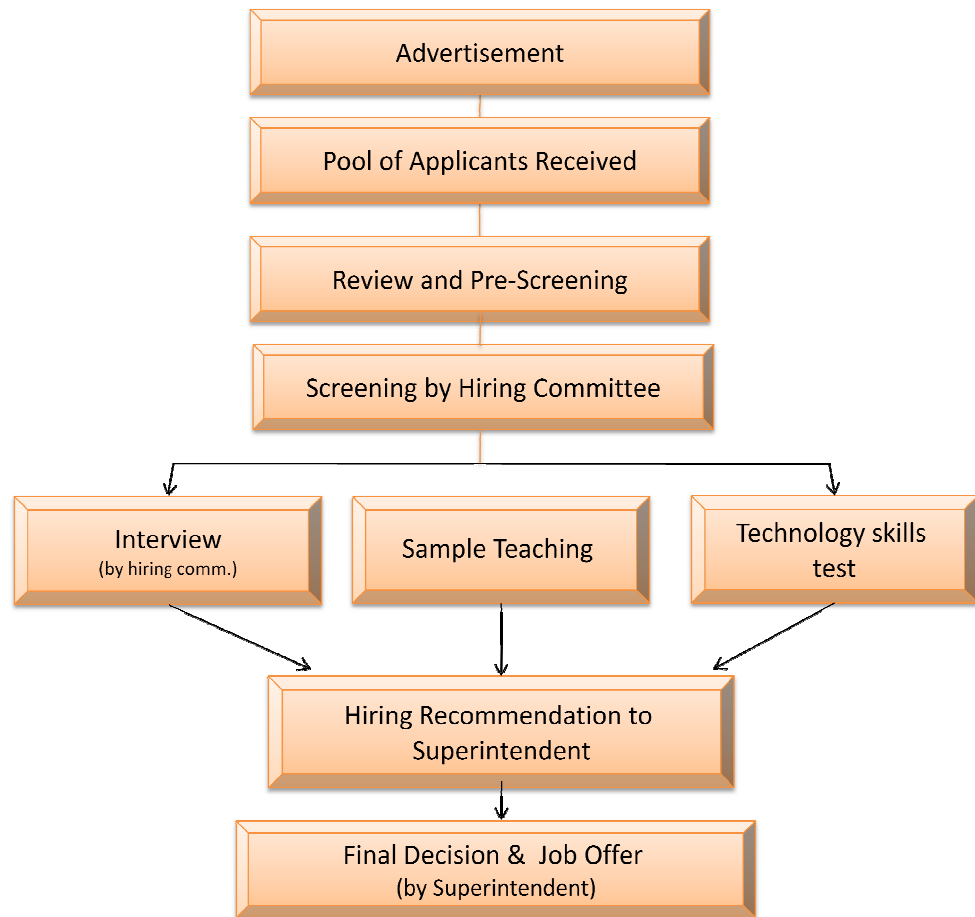 Advertisement
Pool of Applicants Received
Review and Pre-Screening
Screening by Hiring Committee
Interview
(by hiring comm.)
Sample Teaching
Technology skills
test
Hiring Recommendation to
Superintendent
Final Decision & Job Offer
(by Superintendent)